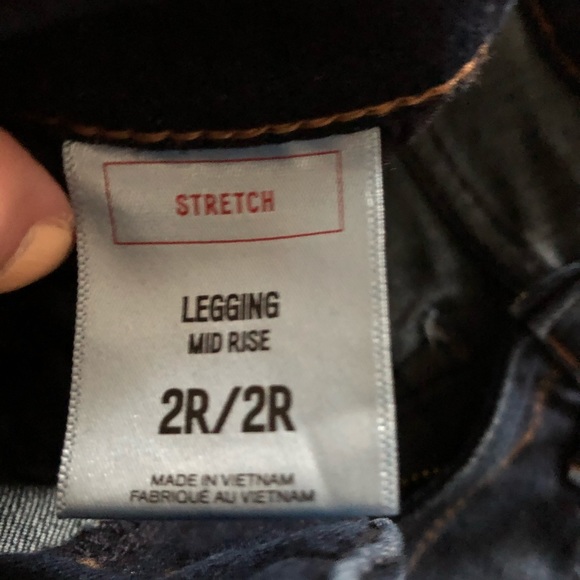 STRETCH
LEGGING
MID RISE
2R/2R
MADE IN VIETNAM
FABRIQUÉ AU VIETNAM